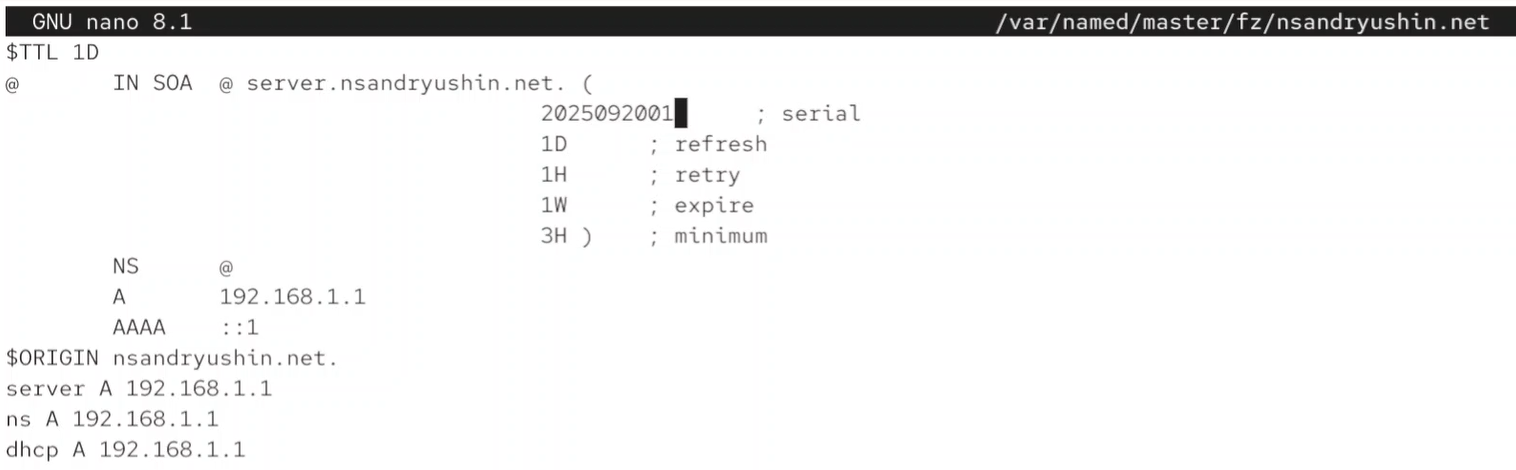 GNU nano 8.1 /var/named/master/fz/nsandryushin.net
$TTL 1D
@ IN SOA @ server.nsandryushin.net. (
2025092001 ; serial
1D ; refresh
1H ; retry
1W ; expire
3H ) ; minimum
NS @
A 192.168.1.1
AAAA ::1
$ORIGIN nsandryushin.net.
server A 192.168.1.1
ns A 192.168.1.1
dhcp A 192.168.1.1